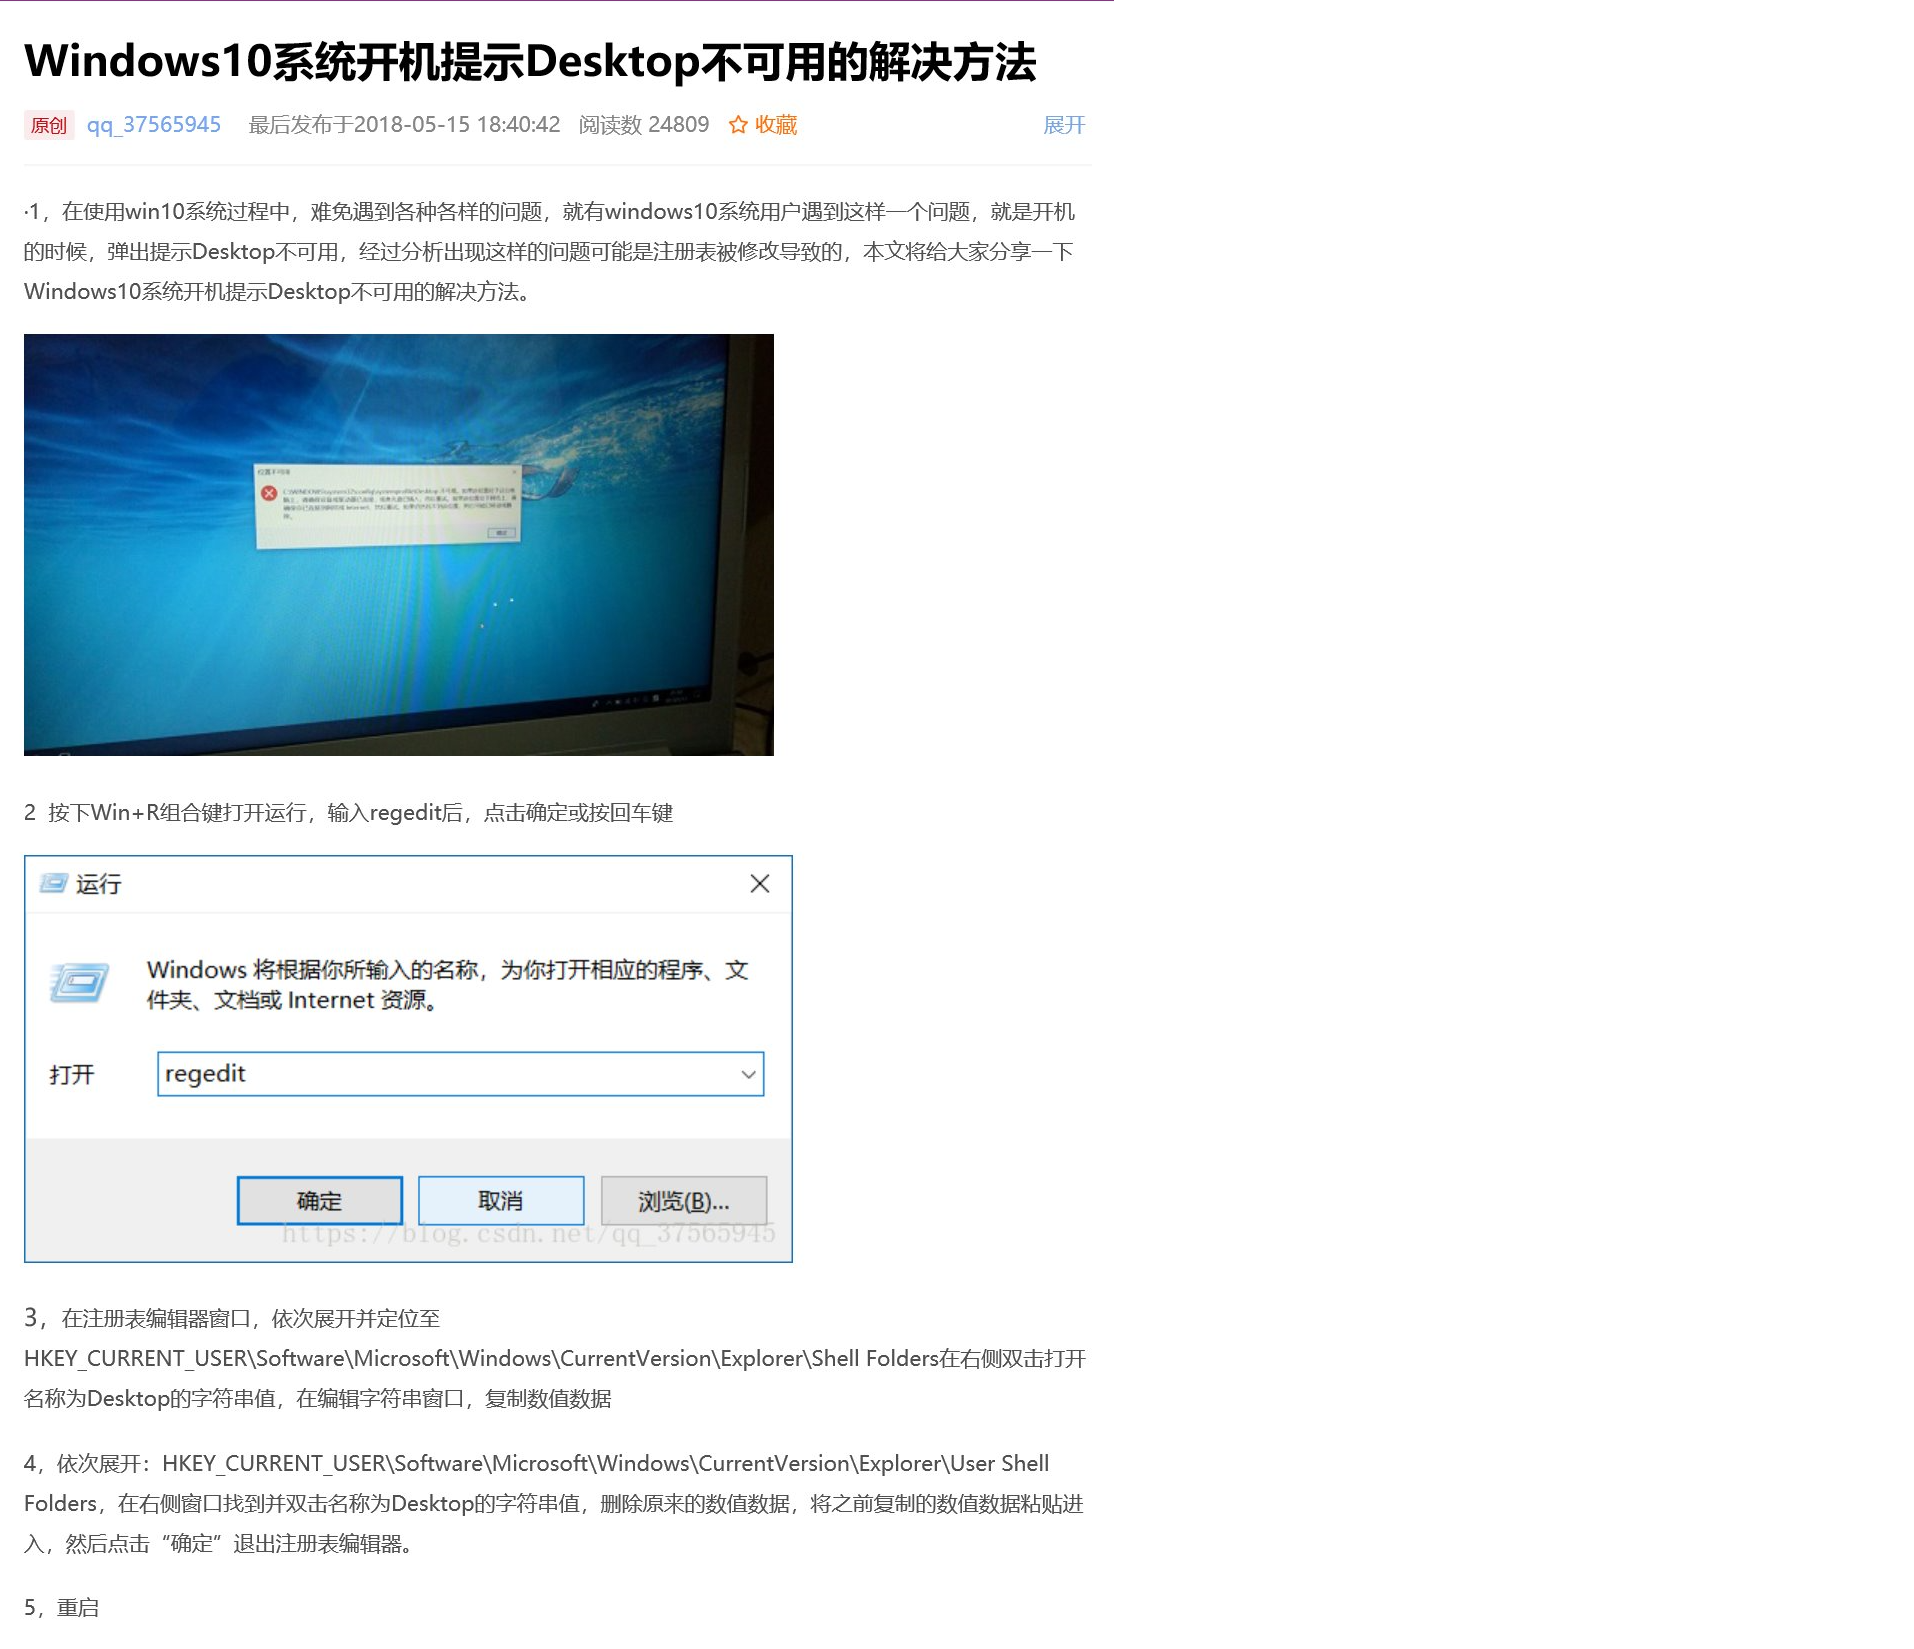 Windows10系统开机提示Desktop不可用的解决方法
原创 qq_37565945 最后发布于2018-05-15 18:40:42 阅读数 24809 收藏 展开
·1，在使用win10系统过程中，难免遇到各种各样的问题，就有windows10系统用户遇到这样一个问题，就是开机
的时候，弹出提示Desktop不可用，经过分析出现这样的问题可能是注册表被修改导致的，本文将给大家分享一下
Windows10系统开机提示Desktop不可用的解决方法。
2 按下Win+R组合键打开运行，输入regedit后，点击确定或按回车键
运行
Windows 将根据你所输入的名称，为你打开相应的程序、文
件夹、文档或 Internet 资源。
打开 regedit
确定 取消 浏览(B)...
https://blog.csdn.net/qq_37565945
3，在注册表编辑器窗口，依次展开并定位至
HKEY_CURRENT_USER\Software\Microsoft\Windows\CurrentVersion\Explorer\Shell Folders在右侧双击打开
名称为Desktop的字符串值，在编辑字符串窗口，复制数值数据
4，依次展开：HKEY_CURRENT_USER\Software\Microsoft\Windows\CurrentVersion\Explorer\User Shell
Folders，在右侧窗口找到并双击名称为Desktop的字符串值，删除原来的数值数据，将之前复制的数值数据粘贴进
入，然后点击“确定”退出注册表编辑器。
5，重启